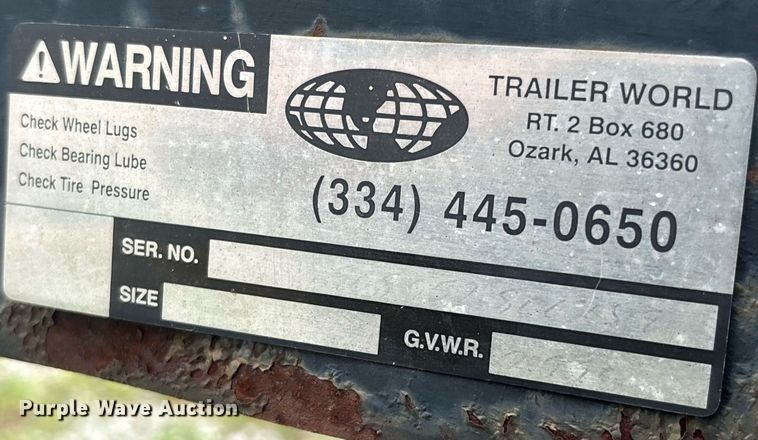 WARNING
TRAILER WORLD
RT. 2 Box 680
Ozark, AL 36360
Check Wheel Lugs
Check Bearing Lube
Check Tire Pressure
(334) 445-0650
SER. NO.
SIZE
G.V.W.R.
Purple Wave Auction